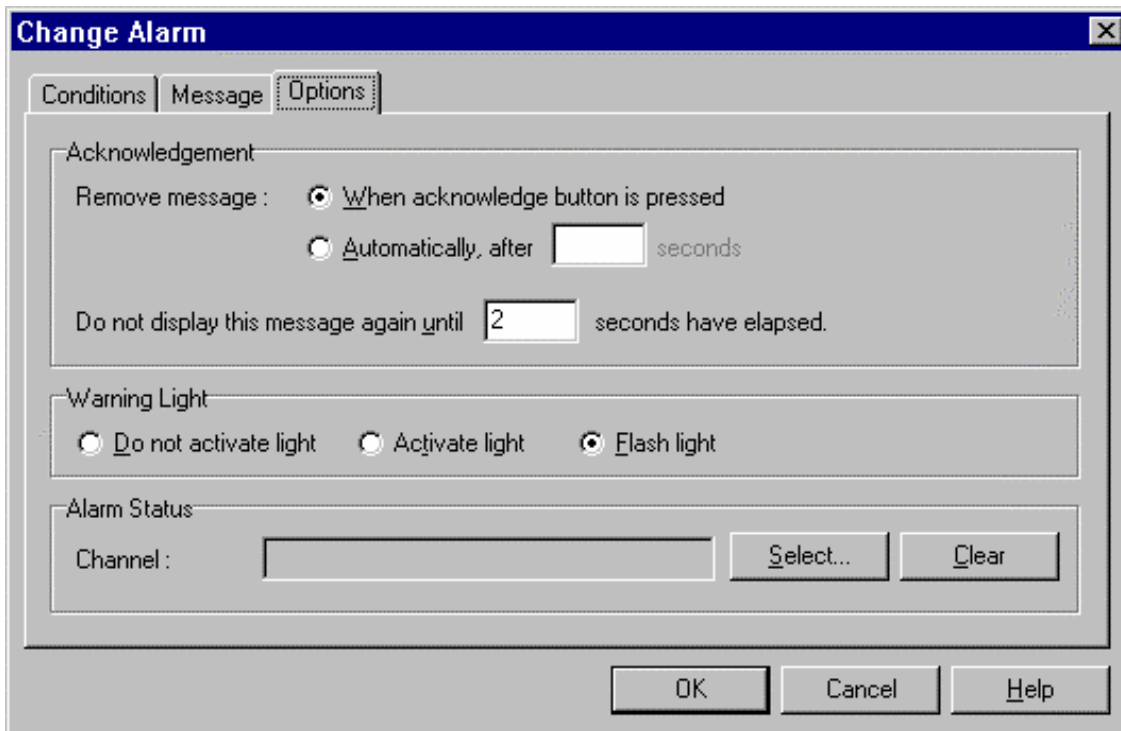 Change Alarm
Conditions Message Options
Acknowledgement
Remove message : When acknowledge button is pressed
Automatically, after seconds
Do not display this message again until 2 seconds have elapsed.
Warning Light
Do not activate light Activate light Flash light
Alarm Status
Channel : Select... Clear
OK Cancel Help